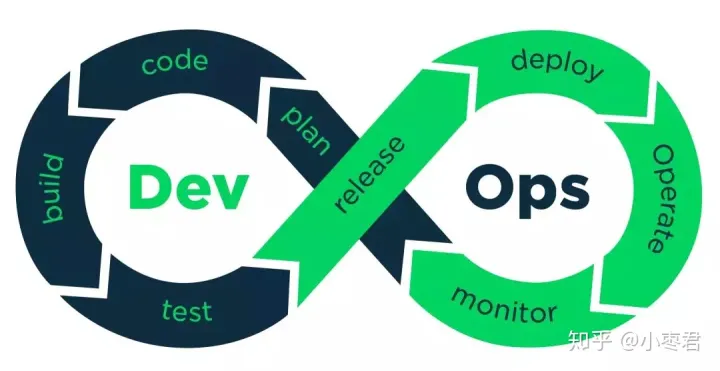 code
plan
build
Dev
test
release
deploy
Ops
Operate
monitor
知乎 @小枣君